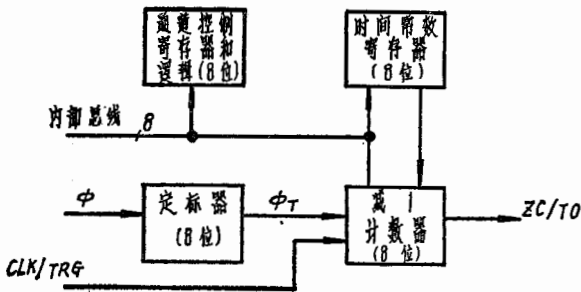 通道控制
寄存器和
逻辑(8位)
时间常数
寄存器
(8位)
内部总线 8
Φ
定标器
(8位)
ΦT
减1
计数器
(8位)
ZC/TO
CLK/TRG